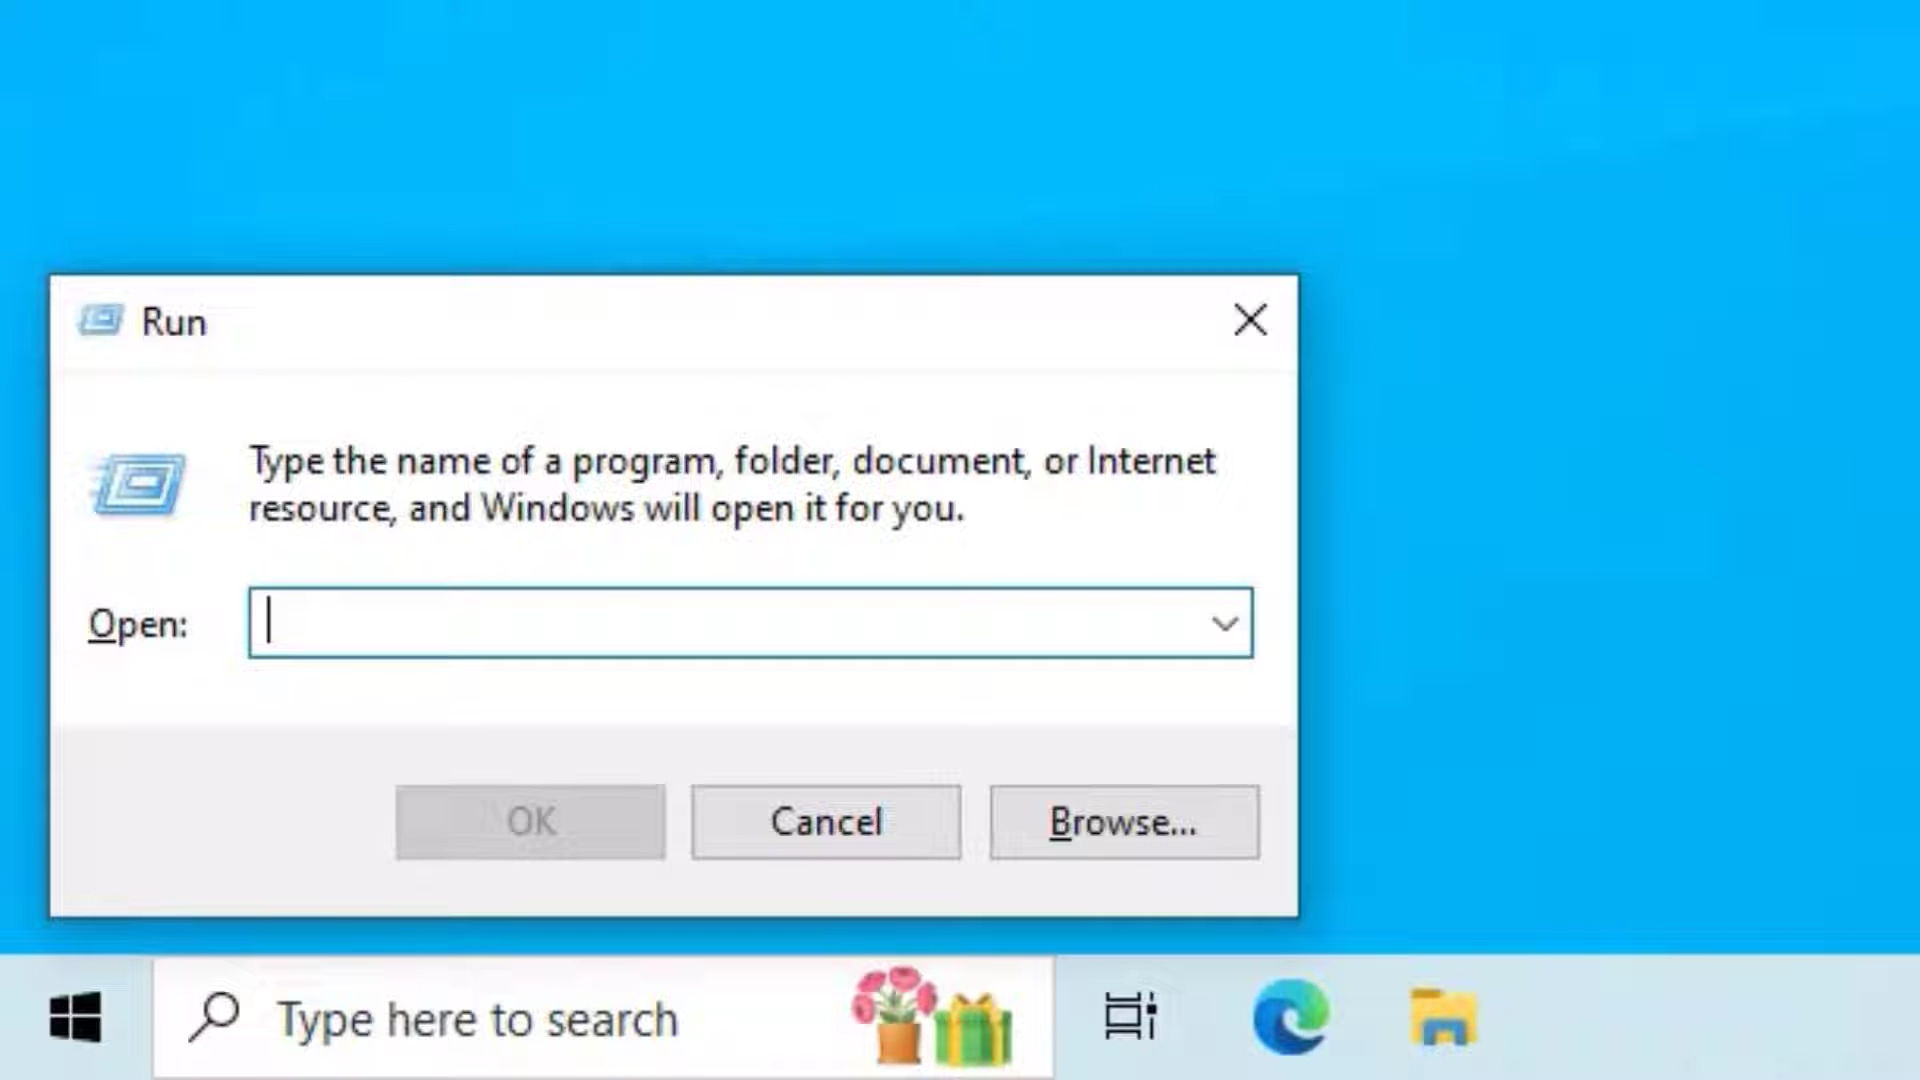 Run
Type the name of a program, folder, document, or Internet
resource, and Windows will open it for you.
Open:
OK
Cancel
Browse...
Type here to search